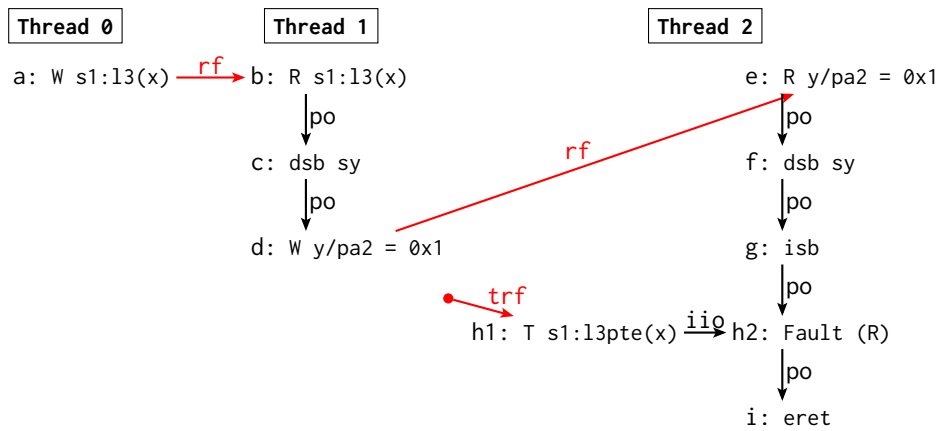 Thread 0 Thread 1 Thread 2
a: W s1:l3(x) rf b: R s1:l3(x) e: R y/pa2 = 0x1
po po
c: dsb sy rf f: dsb sy
po po
d: W y/pa2 = 0x1 g: isb
trf po
h1: T s1:l3pte(x) iio h2: Fault (R)
po
i: eret